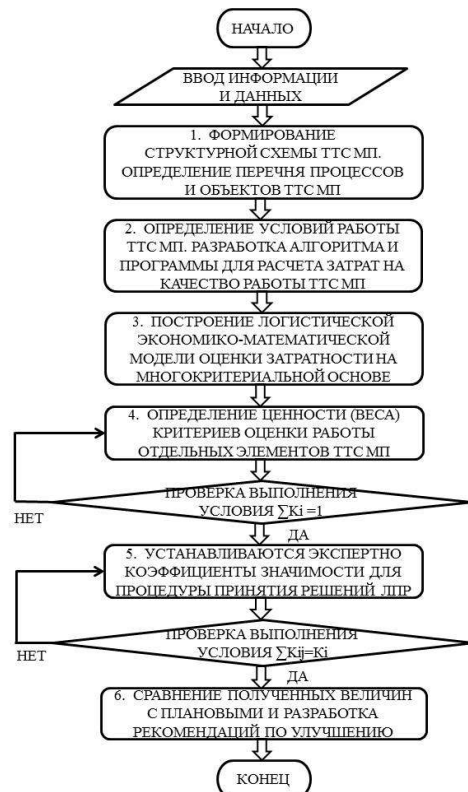 НАЧАЛО
ВВОД ИНФОРМАЦИИ
И ДАННЫХ
1. ФОРМИРОВАНИЕ
СТРУКТУРНОЙ СХЕМЫ ТТС МП.
ОПРЕДЕЛЕНИЕ ПЕРЕЧНЯ ПРОЦЕССОВ
И ОБЪЕКТОВ ТТС МП
2. ОПРЕДЕЛЕНИЕ УСЛОВИЙ РАБОТЫ
ТТС МП. РАЗРАБОТКА АЛГОРИТМА И
ПРОГРАММЫ ДЛЯ РАСЧЕТА ЗАТРАТ НА
КАЧЕСТВО РАБОТЫ ТТС МП
3. ПОСТРОЕНИЕ ЛОГИСТИЧЕСКОЙ
ЭКОНОМИКО-МАТЕМАТИЧЕСКОЙ
МОДЕЛИ ОЦЕНКИ ЗАТРАТНОСТИ НА
МНОГОКРИТЕРИАЛЬНОЙ ОСНОВЕ
4. ОПРЕДЕЛЕНИЕ ЦЕННОСТИ (ВЕСА)
КРИТЕРИЕВ ОЦЕНКИ РАБОТЫ
ОТДЕЛЬНЫХ ЭЛЕМЕНТОВ ТТС МП
ПРОВЕРКА ВЫПОЛНЕНИЯ
УСЛОВИЯ ∑Ki =1
НЕТ
ДА
5. УСТАНАВЛИВАЮТСЯ ЭКСПЕРТНО
КОЭФФИЦИЕНТЫ ЗНАЧИМОСТИ ДЛЯ
ПРОЦЕДУРЫ ПРИНЯТИЯ РЕШЕНИЙ ЛПР
ПРОВЕРКА ВЫПОЛНЕНИЯ
УСЛОВИЯ ∑Kij=Ki
НЕТ
ДА
6. СРАВНЕНИЕ ПОЛУЧЕННЫХ ВЕЛИЧИН
С ПЛАНОВЫМИ И РАЗРАБОТКА
РЕКОМЕНДАЦИЙ ПО УЛУЧШЕНИЮ
КОНЕЦ